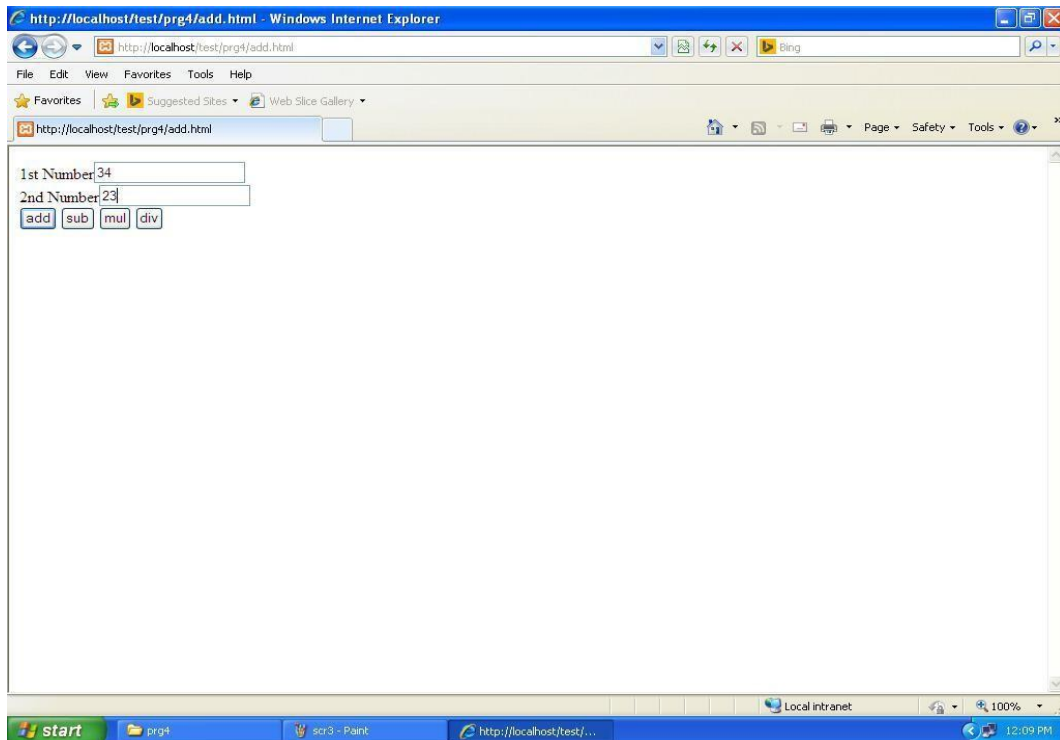 http://localhost/test/prg4/add.html - Windows Internet Explorer
http://localhost/test/prg4/add.html Bing
File Edit View Favorites Tools Help
Favorites Suggested Sites Web Slice Gallery
http://localhost/test/prg4/add.html Page Safety Tools
1st Number 34
2nd Number 23
add sub mul div
Local intranet 100%
start prg4 scr3 - Paint http://localhost/test/... 12:09 PM